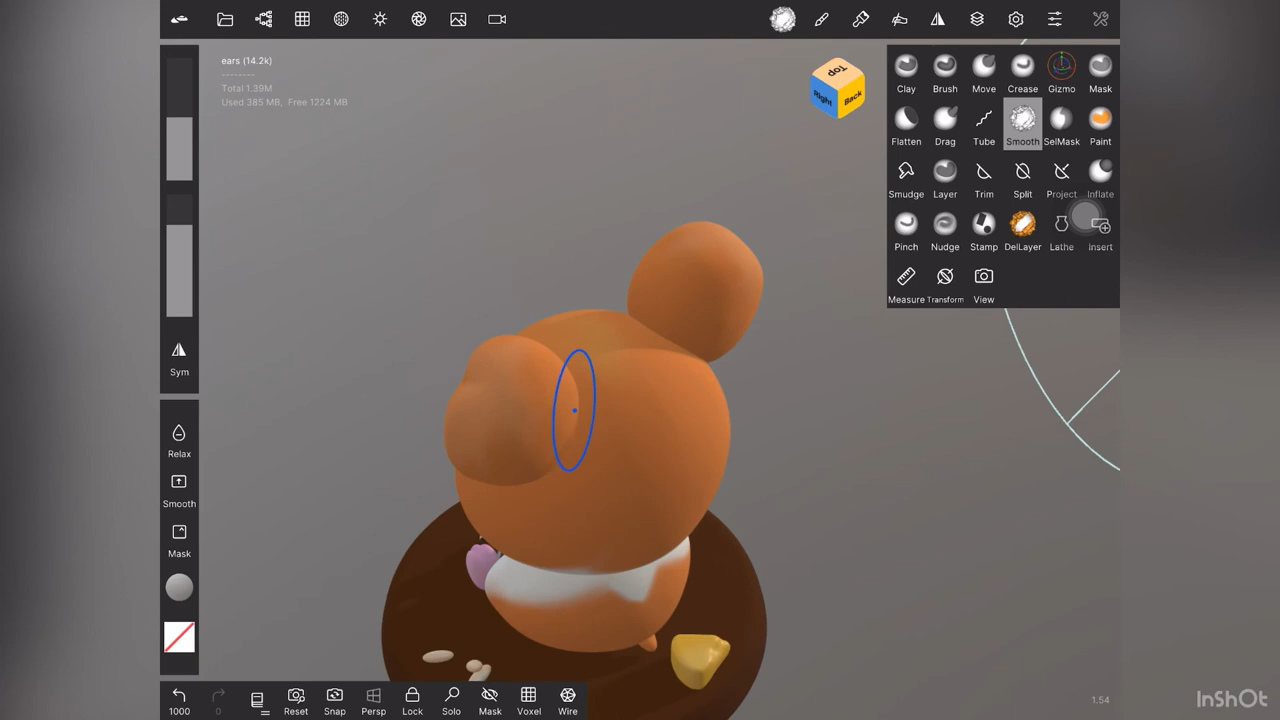 ears (14.2k)
--------
Total 1.39M
Used 385 MB, Free 1224 MB
Top
Right
Back
Clay Brush Move Crease Gizmo Mask
Flatten Drag Tube Smooth SelMask Paint
Smudge Layer Trim Split Project Inflate
Pinch Nudge Stamp DelLayer Lathe Insert
Measure Transform View
Sym
Relax
Smooth
Mask
1000 0 Reset Snap Persp Lock Solo Mask Voxel Wire
1.54
InShOt